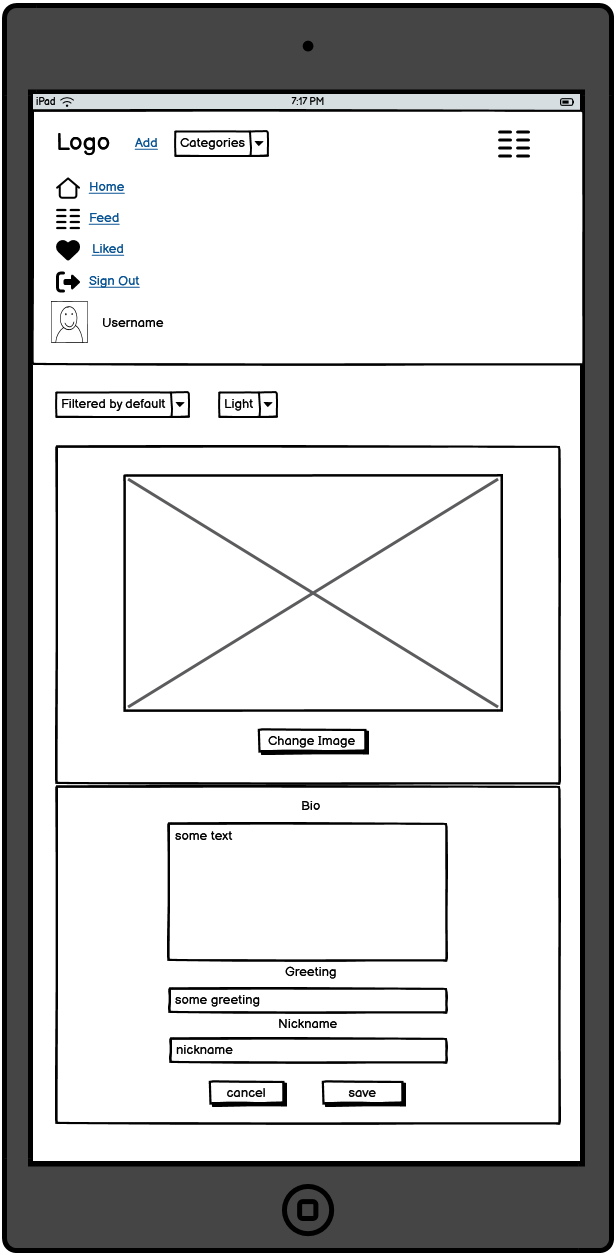 iPad 7:17 PM
Logo Add Categories
Home
Feed
Liked
Sign Out
Username
Filtered by default Light
Change Image
Bio
some text
Greeting
some greeting
Nickname
nickname
cancel save